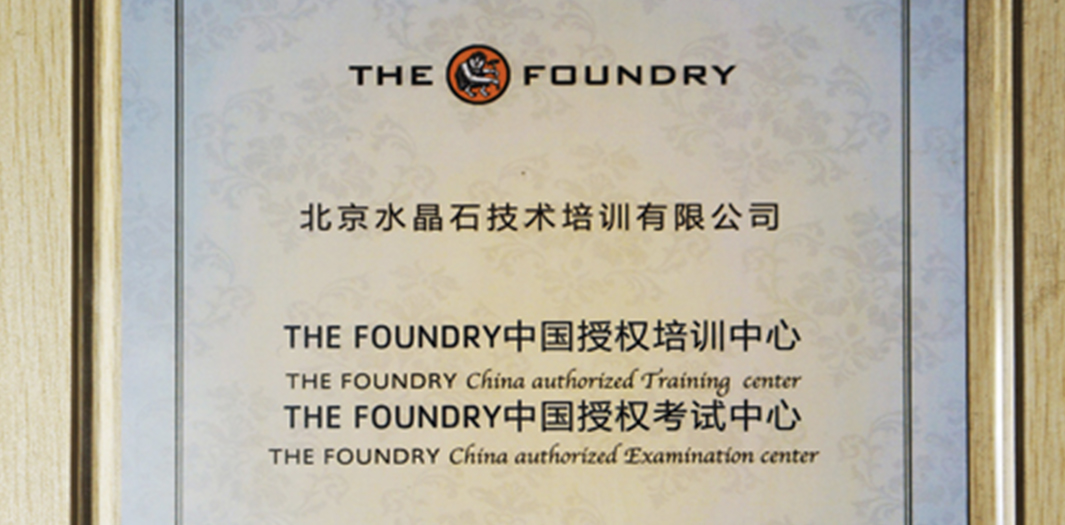 THE FOUNDRY
北京水晶石技术培训有限公司
THE FOUNDRY中国授权培训中心
THE FOUNDRY China authorized Training center
THE FOUNDRY中国授权考试中心
THE FOUNDRY China authorized Examination center